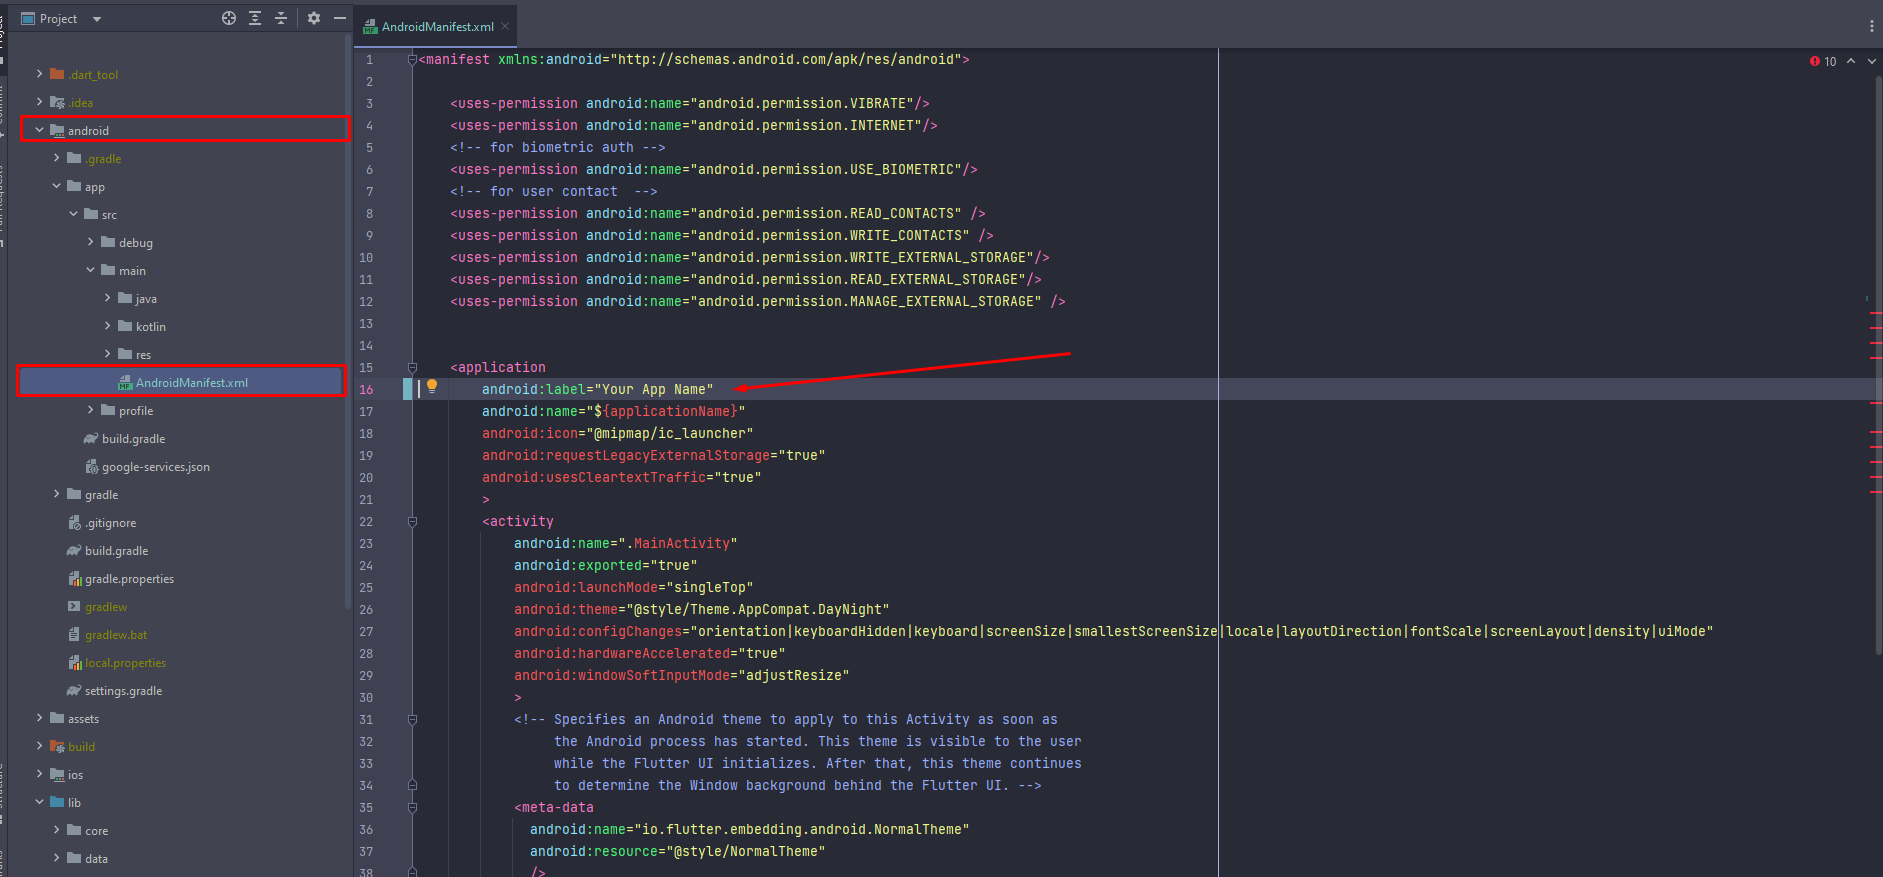 Project
AndroidManifest.xml
.dart_tool
.idea
android
.gradle
app
src
debug
main
java
kotlin
res
AndroidManifest.xml
profile
build.gradle
google-services.json
gradle
.gitignore
build.gradle
gradle.properties
gradlew
gradlew.bat
local.properties
settings.gradle
assets
build
ios
lib
core
data
10
1 <manifest xmlns:android="http://schemas.android.com/apk/res/android">
2
3 <uses-permission android:name="android.permission.VIBRATE"/>
4 <uses-permission android:name="android.permission.INTERNET"/>
5 <!-- for biometric auth -->
6 <uses-permission android:name="android.permission.USE_BIOMETRIC"/>
7 <!-- for user contact  -->
8 <uses-permission android:name="android.permission.READ_CONTACTS" />
9 <uses-permission android:name="android.permission.WRITE_CONTACTS" />
10 <uses-permission android:name="android.permission.WRITE_EXTERNAL_STORAGE"/>
11 <uses-permission android:name="android.permission.READ_EXTERNAL_STORAGE"/>
12 <uses-permission android:name="android.permission.MANAGE_EXTERNAL_STORAGE" />
13
14
15 <application
16 android:label="Your App Name"
17 android:name="${applicationName}"
18 android:icon="@mipmap/ic_launcher"
19 android:requestLegacyExternalStorage="true"
20 android:usesCleartextTraffic="true"
21 >
22 <activity
23 android:name=".MainActivity"
24 android:exported="true"
25 android:launchMode="singleTop"
26 android:theme="@style/Theme.AppCompat.DayNight"
27 android:configChanges="orientation|keyboardHidden|keyboard|screenSize|smallestScreenSize|locale|layoutDirection|fontScale|screenLayout|density|uiMode"
28 android:hardwareAccelerated="true"
29 android:windowSoftInputMode="adjustResize"
30 >
31 <!-- Specifies an Android theme to apply to this Activity as soon as
32 the Android process has started. This theme is visible to the user
33 while the Flutter UI initializes. After that, this theme continues
34 to determine the Window background behind the Flutter UI. -->
35 <meta-data
36 android:name="io.flutter.embedding.android.NormalTheme"
37 android:resource="@style/NormalTheme"
38 />